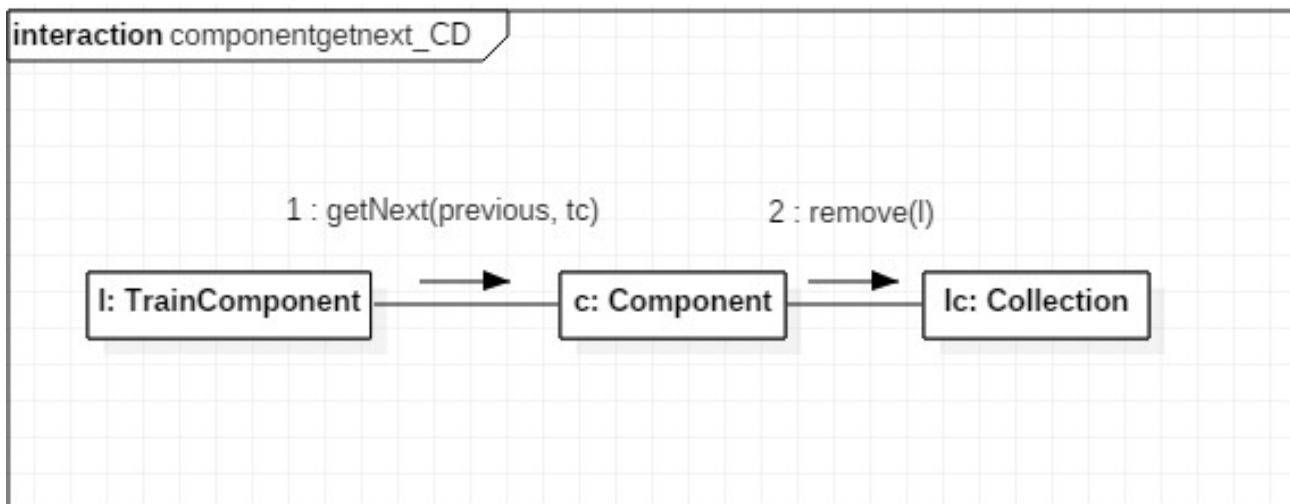 interaction componentgetnext_CD
1 : getNext(previous, tc)
2 : remove(l)
l: TrainComponent
c: Component
lc: Collection